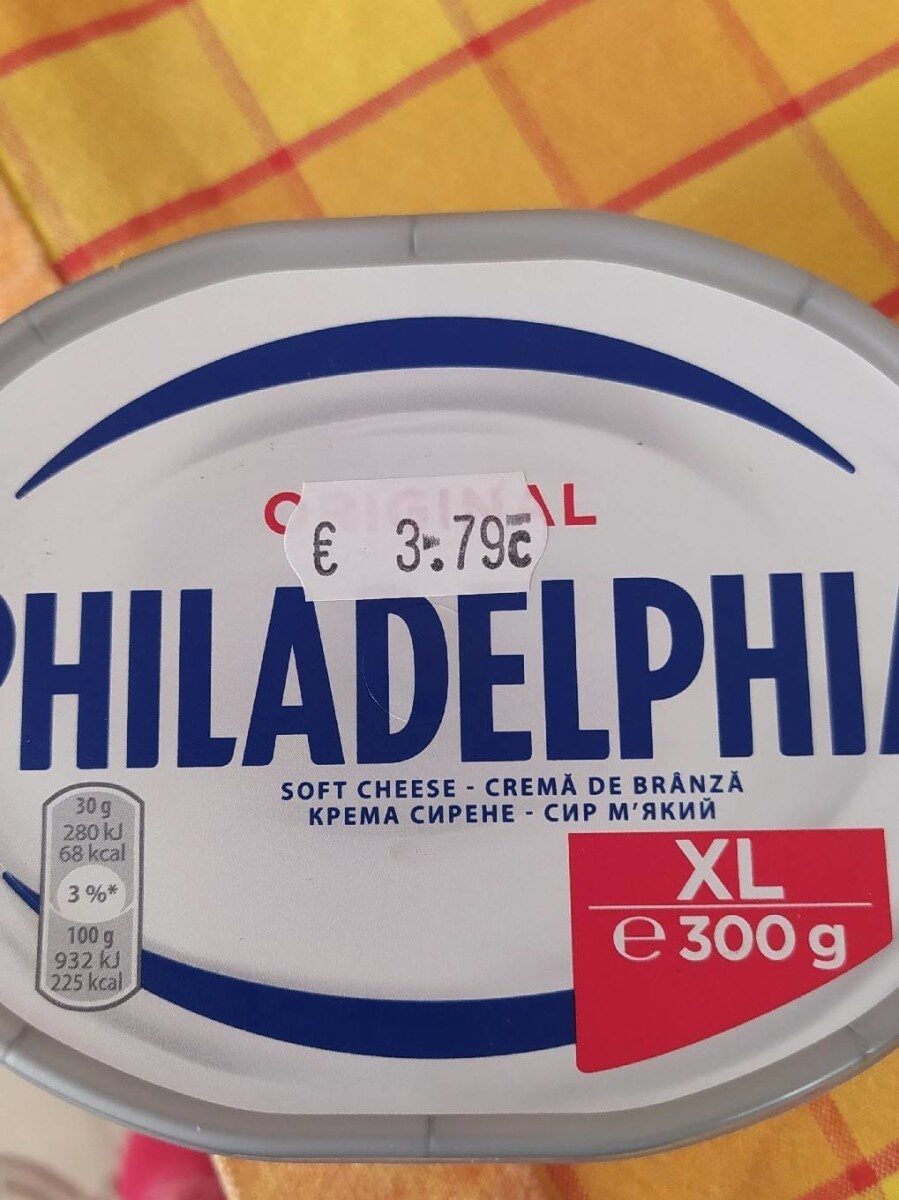 ORIGINAL
€ 3.79c
PHILADELPHIA
SOFT CHEESE - CREMĂ DE BRÂNZĂ
КРЕМА СИРЕНЕ - СИР М'ЯКИЙ
30 g
280 kJ
68 kcal
3 %*
100 g
932 kJ
225 kcal
XL
℮ 300 g